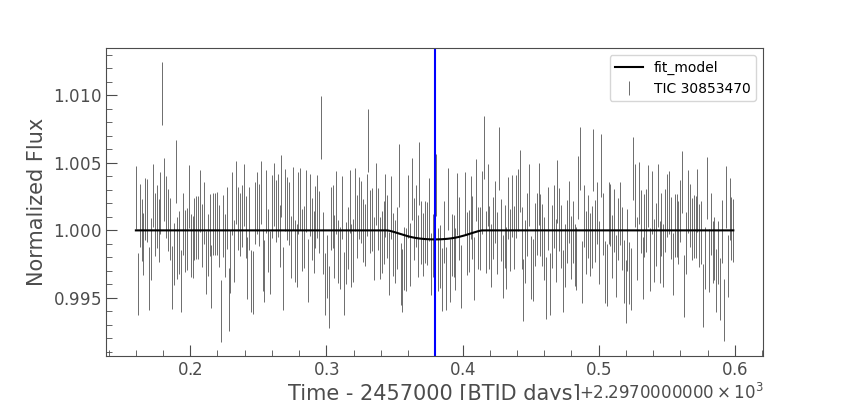 fit_model
TIC 30853470
1.010
1.005
1.000
0.995
Normalized Flux
0.2 0.3 0.4 0.5 0.6
Time - 2457000 [BTJD days]
+2.2970000000 × 10³